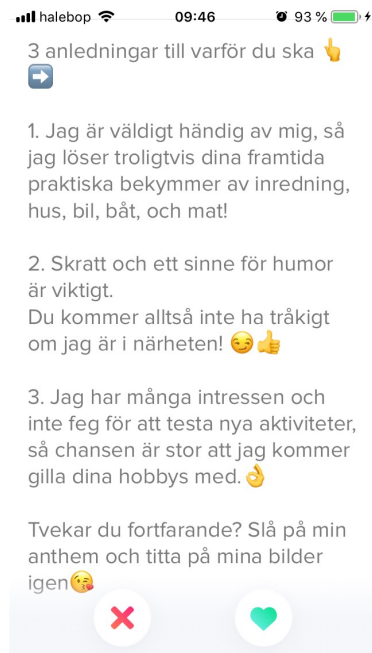 halebop 09:46 93 %
3 anledningar till varför du ska 👆
➡️
1. Jag är väldigt händig av mig, så
jag löser troligtvis dina framtida
praktiska bekymmer av inredning,
hus, bil, båt, och mat!
2. Skratt och ett sinne för humor
är viktigt.
Du kommer alltså inte ha tråkigt
om jag är i närheten! 😏👍
3. Jag har många intressen och
inte feg för att testa nya aktiviteter,
så chansen är stor att jag kommer
gilla dina hobbys med.👌
Tvekar du fortfarande? Slå på min
anthem och titta på mina bilder
igen😘